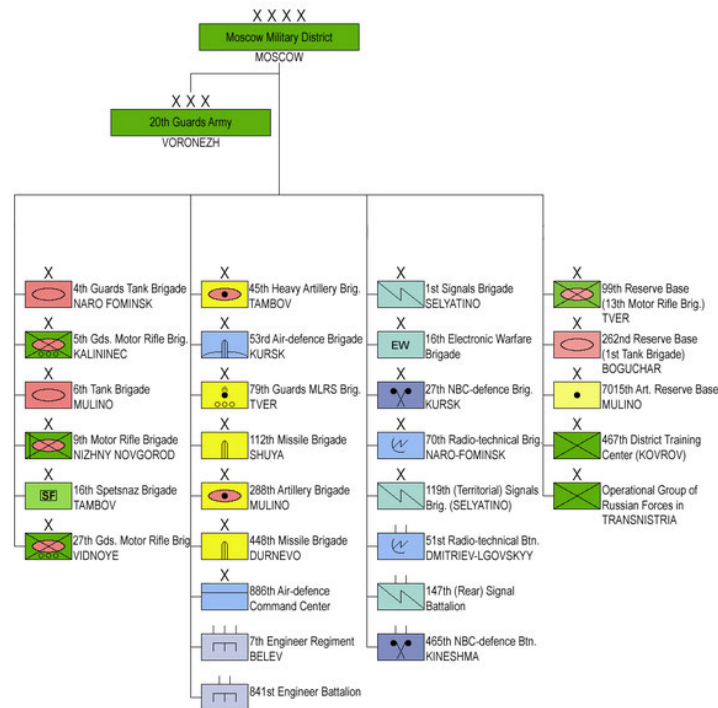 X X X X
Moscow Military District
MOSCOW
X X X
20th Guards Army
VORONEZH
X
4th Guards Tank Brigade
NARO FOMINSK
X
5th Gds. Motor Rifle Brig.
KALININEC
X
6th Tank Brigade
MULINO
X
9th Motor Rifle Brigade
NIZHNY NOVGOROD
X
SF
16th Spetsnaz Brigade
TAMBOV
X
27th Gds. Motor Rifle Brig
VIDNOYE
X
45th Heavy Artillery Brig.
TAMBOV
X
53rd Air-defence Brigade
KURSK
X
79th Guards MLRS Brig.
TVER
X
112th Missile Brigade
SHUYA
X
288th Artillery Brigade
MULINO
X
448th Missile Brigade
DURNEVO
X
886th Air-defence
Command Center
7th Engineer Regiment
BELEV
841st Engineer Battalion
X
1st Signals Brigade
SELYATINO
X
EW
16th Electronic Warfare
Brigade
X
27th NBC-defence Brig.
KURSK
X
70th Radio-technical Brig.
NARO-FOMINSK
X
119th (Territorial) Signals
Brig. (SELYATINO)
51st Radio-technical Btn.
DMITRIEV-LGOVSKYY
147th (Rear) Signal
Battalion
465th NBC-defence Btn.
KINESHMA
X
99th Reserve Base
(13th Motor Rifle Brig.)
TVER
X
262nd Reserve Base
(1st Tank Brigade)
BOGUCHAR
X
7015th Art. Reserve Base
MULINO
X
467th District Training
Center (KOVROV)
X
Operational Group of
Russian Forces in
TRANSNISTRIA